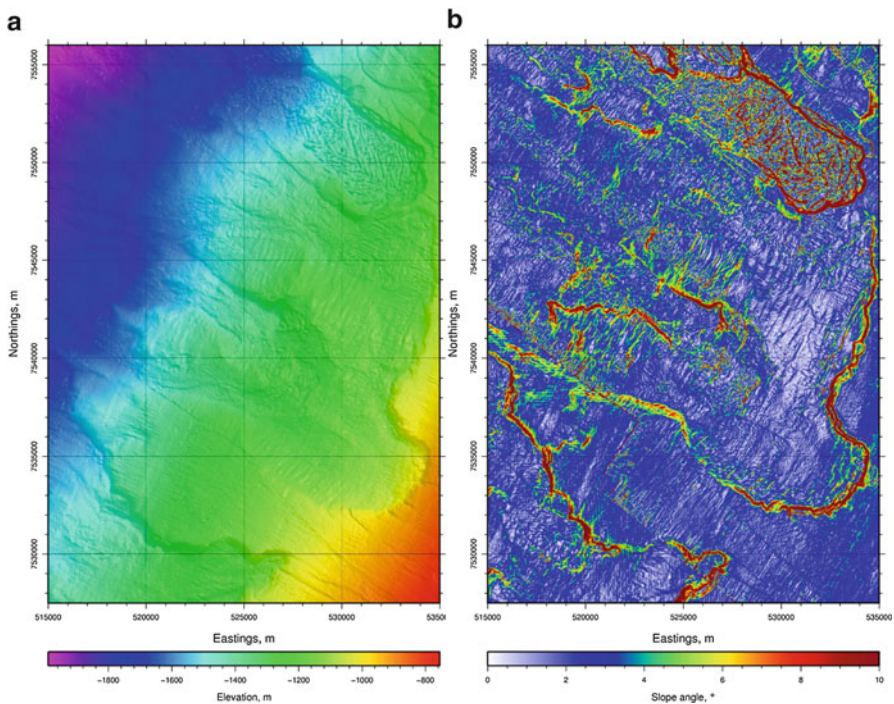 a
b
7555000
7550000
7545000
7540000
7535000
7530000
Northings, m
515000 520000 525000 530000 535000
Eastings, m
−1800 −1600 −1400 −1200 −1000 −800
Elevation, m
7555000
7550000
7545000
7540000
7535000
7530000
Northings, m
515000 520000 525000 530000 535000
Eastings, m
0 2 4 6 8 10
Slope angle, °